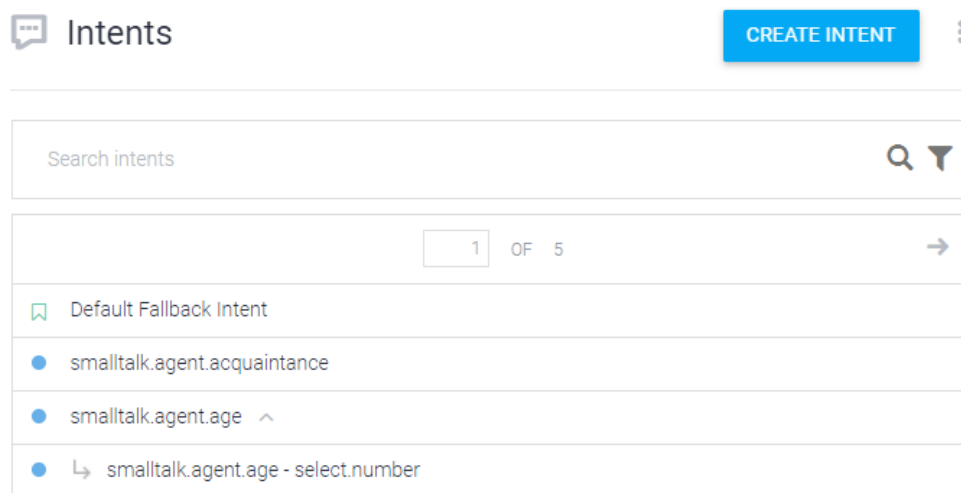 Intents
CREATE INTENT
Search intents
1 OF 5
Default Fallback Intent
smalltalk.agent.acquaintance
smalltalk.agent.age
smalltalk.agent.age - select.number